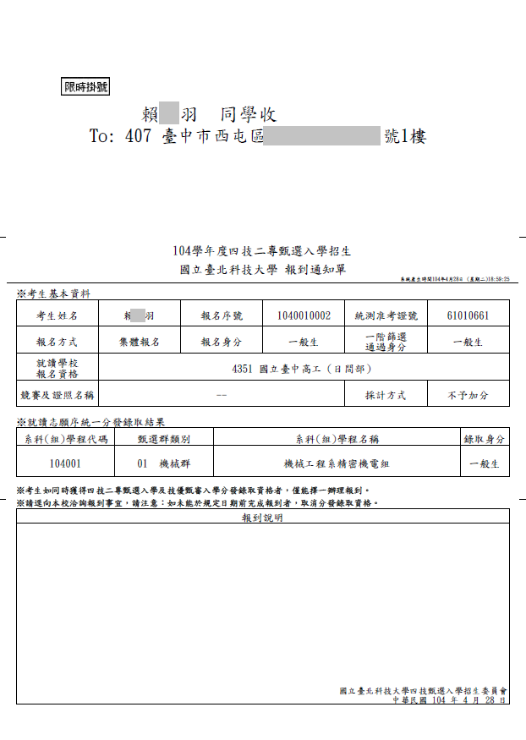 限時掛號
賴 羽 同學收
To: 407 臺中市西屯區 號1樓
104學年度四技二專甄選入學招生
國立臺北科技大學 報到通知單
系統產生時間104年4月28日 (星期二)18:59:25
※考生基本資料
考生姓名 賴 羽 報名序號 1040010002 統測准考證號 61010661
報名方式 集體報名 報名身分 一般生 一階篩選通過身分 一般生
就讀學校報名資格 4351 國立臺中高工(日間部)
競賽及證照名稱 -- 採計方式 不予加分
※就讀志願序統一分發錄取結果
系科(組)學程代碼 甄選群類別 系科(組)學程名稱 錄取身分
104001 01 機械群 機械工程系精密機電組 一般生
※考生如同時獲得四技二專甄選入學及技優甄審入學分發錄取資格者，僅能擇一辦理報到。
※請逕向本校洽詢報到事宜，請注意：如未能於規定日期前完成報到者，取消分發錄取資格。
報到說明
國立臺北科技大學四技甄選入學招生委員會
中華民國 104 年 4 月 28 日